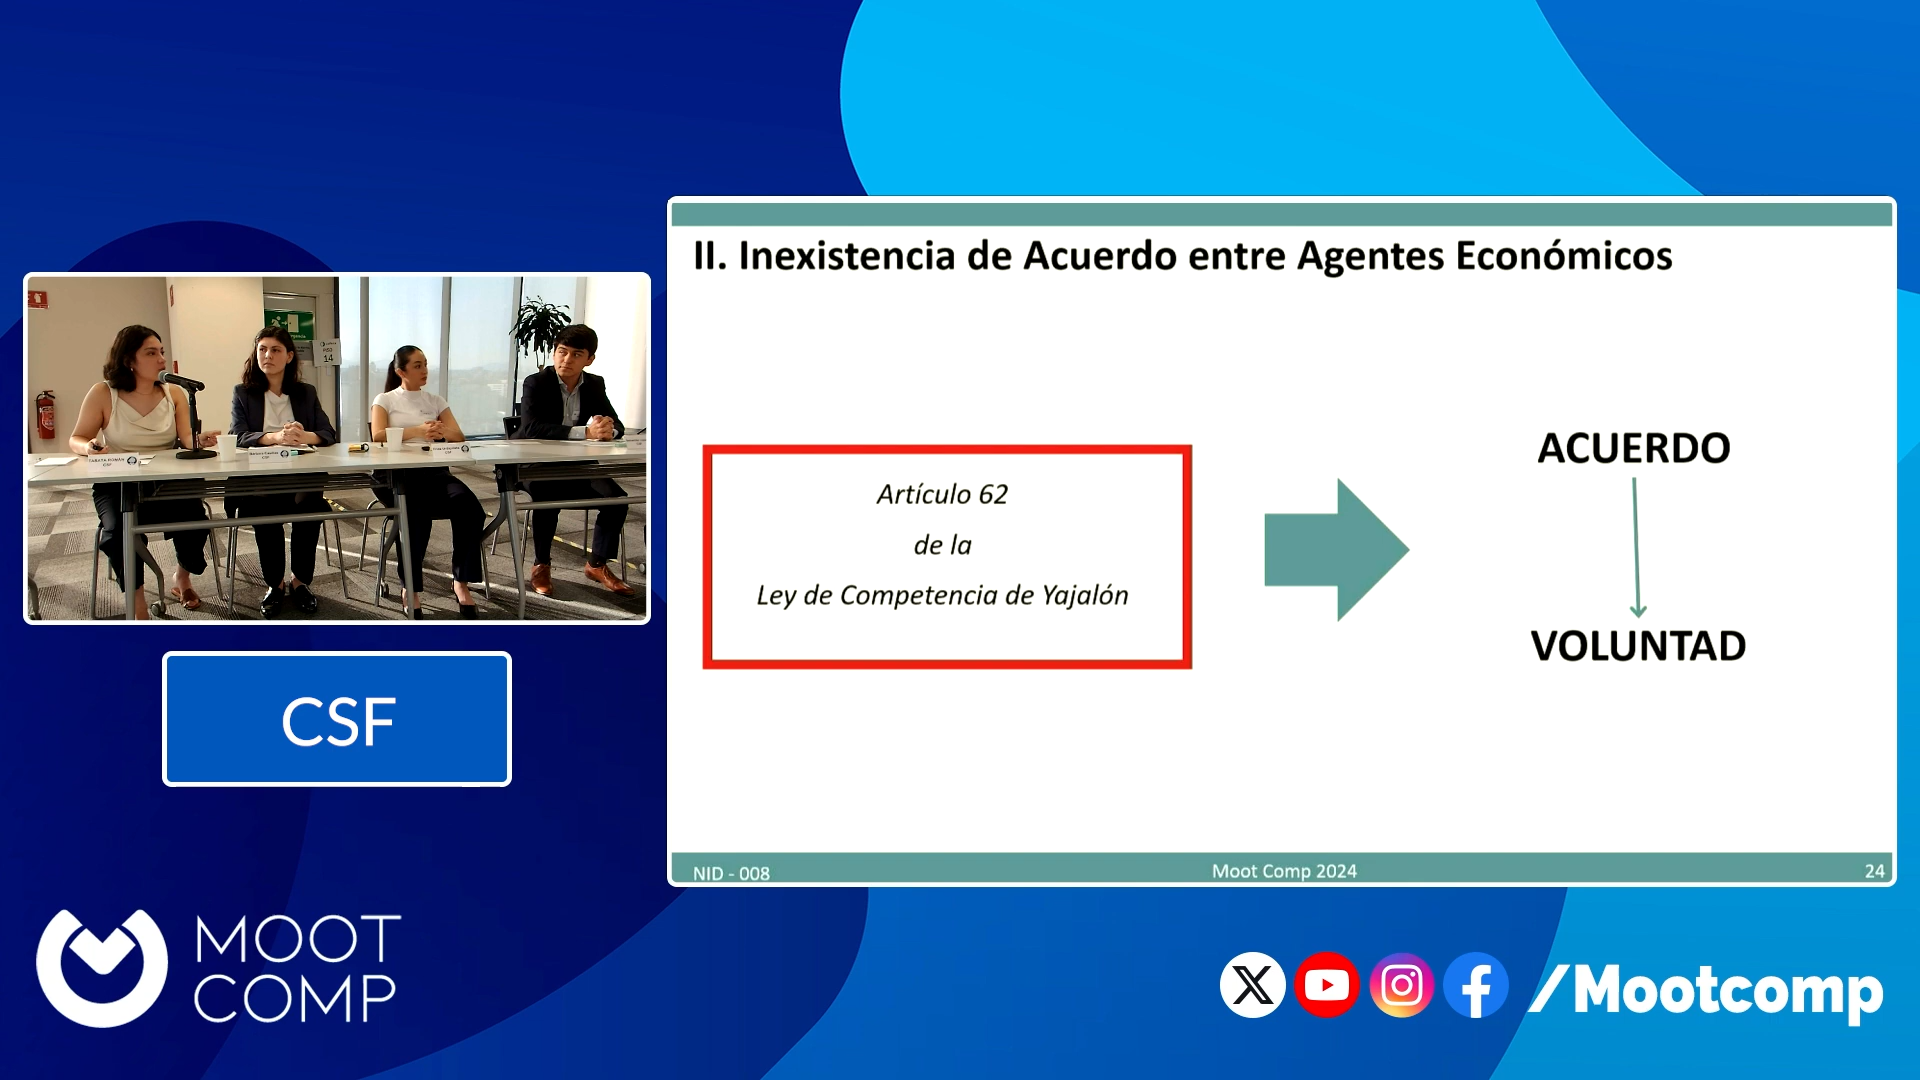 II. Inexistencia de Acuerdo entre Agentes Económicos
Artículo 62
de la
Ley de Competencia de Yajalón
ACUERDO
VOLUNTAD
NID - 008
Moot Comp 2024
24
14
CSF
MOOT
COMP
/Mootcomp